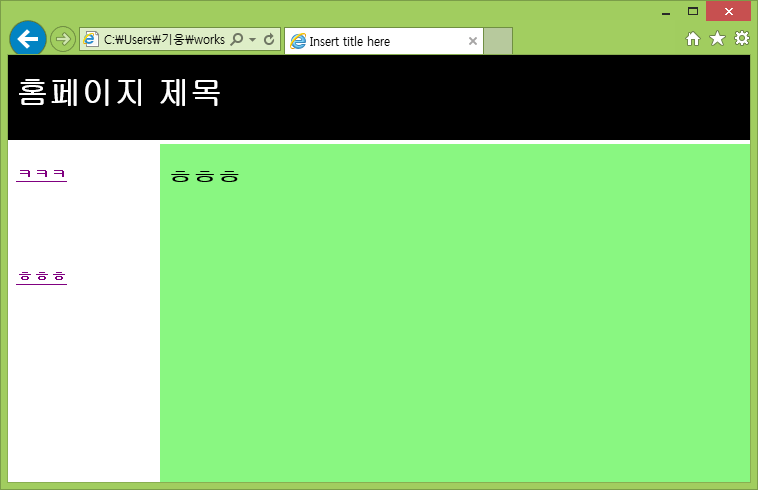 C:₩Users₩기웅₩works
Insert title here
홈페이지 제목
ㅋㅋㅋ
ㅎㅎㅎ
ㅎㅎㅎ